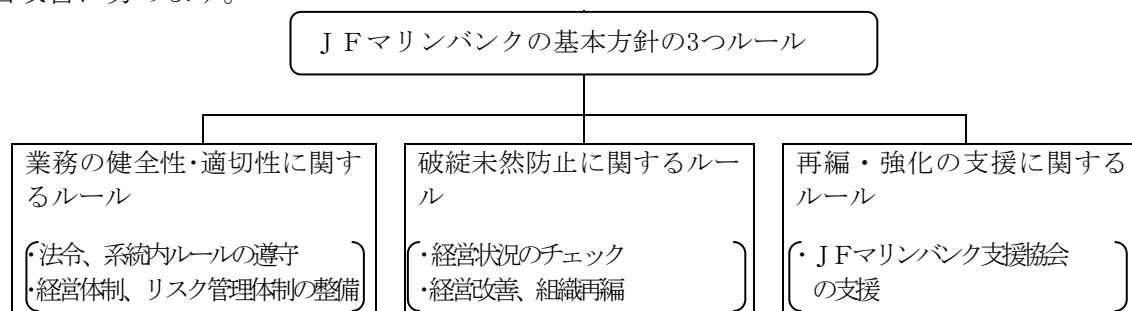 ＪＦマリンバンクの基本方針の3つルール
業務の健全性・適切性に関す
るルール
・法令、系統内ルールの遵守
・経営体制、リスク管理体制の整備
破綻未然防止に関するルー
ル
・経営状況のチェック
・経営改善、組織再編
再編・強化の支援に関する
ルール
・ＪＦマリンバンク支援協会
の支援